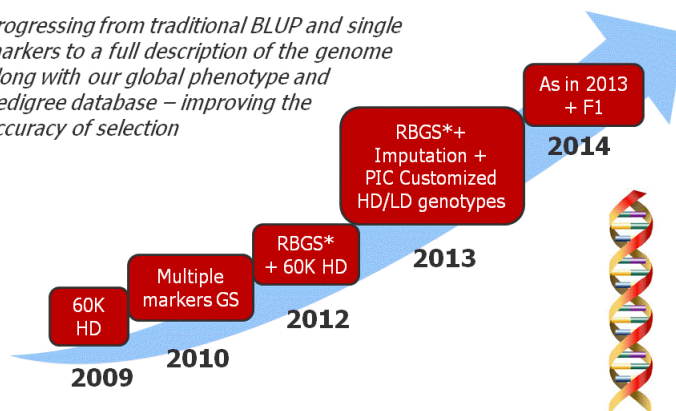 rogressing from traditional BLUP and single
arkers to a full description of the genome
long with our global phenotype and
edigree database – improving the
ccuracy of selection
60K
HD
2009
Multiple
markers GS
2010
RBGS*
+ 60K HD
2012
RBGS*+
Imputation +
PIC Customized
HD/LD genotypes
2013
As in 2013
+ F1
2014